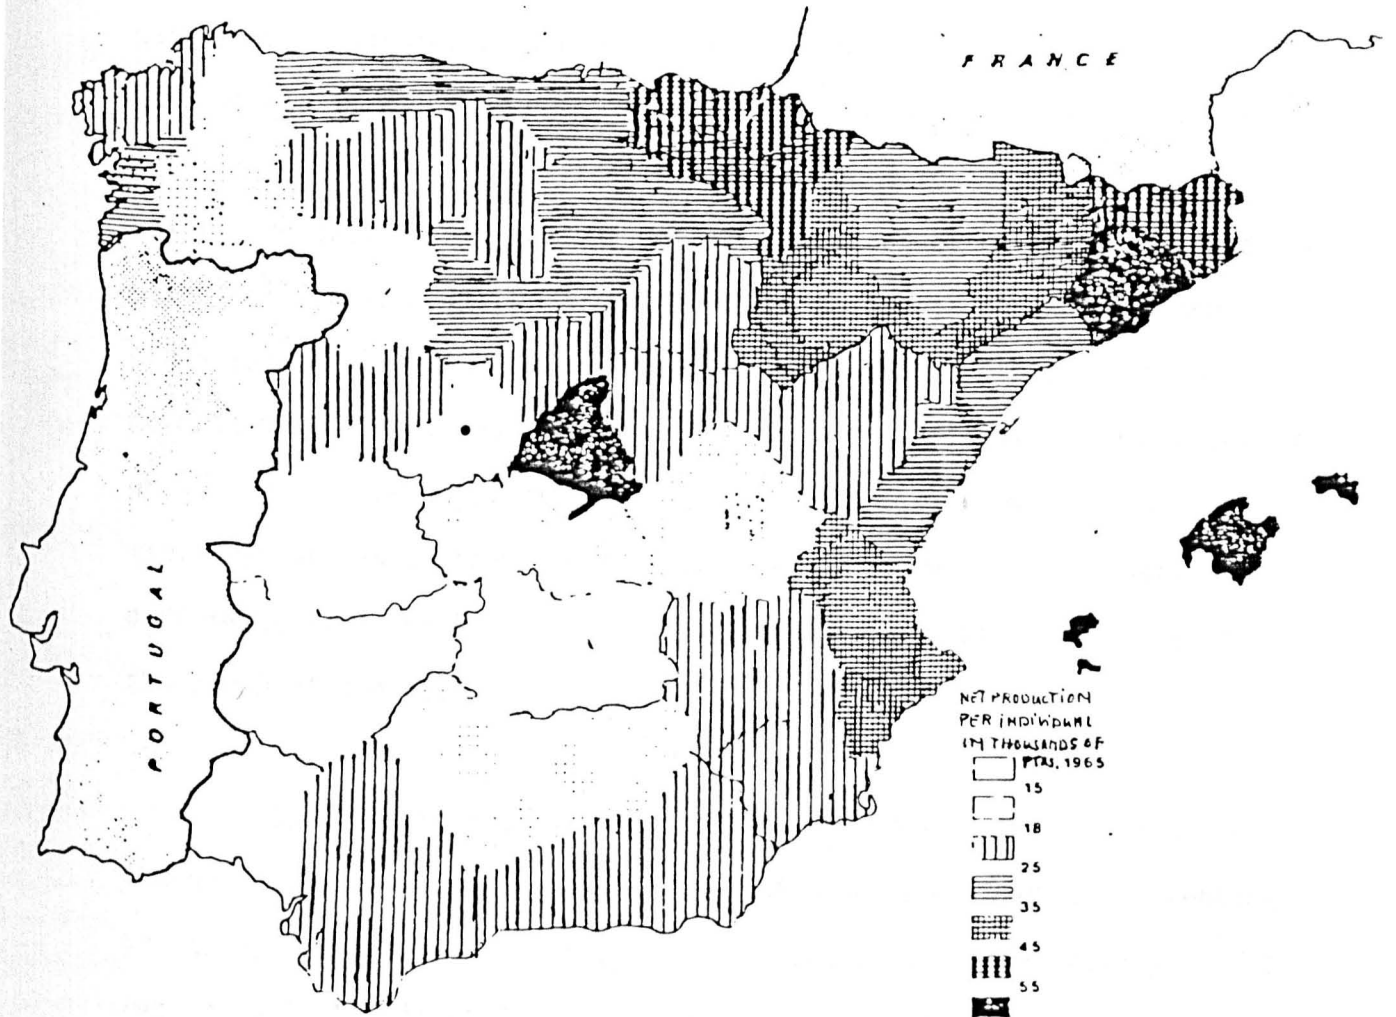 FRANCE
PORTUGAL
NET PRODUCTION
PER INDIVIDUAL
IN THOUSANDS OF
PTAS, 1965
15
18
25
35
45
55